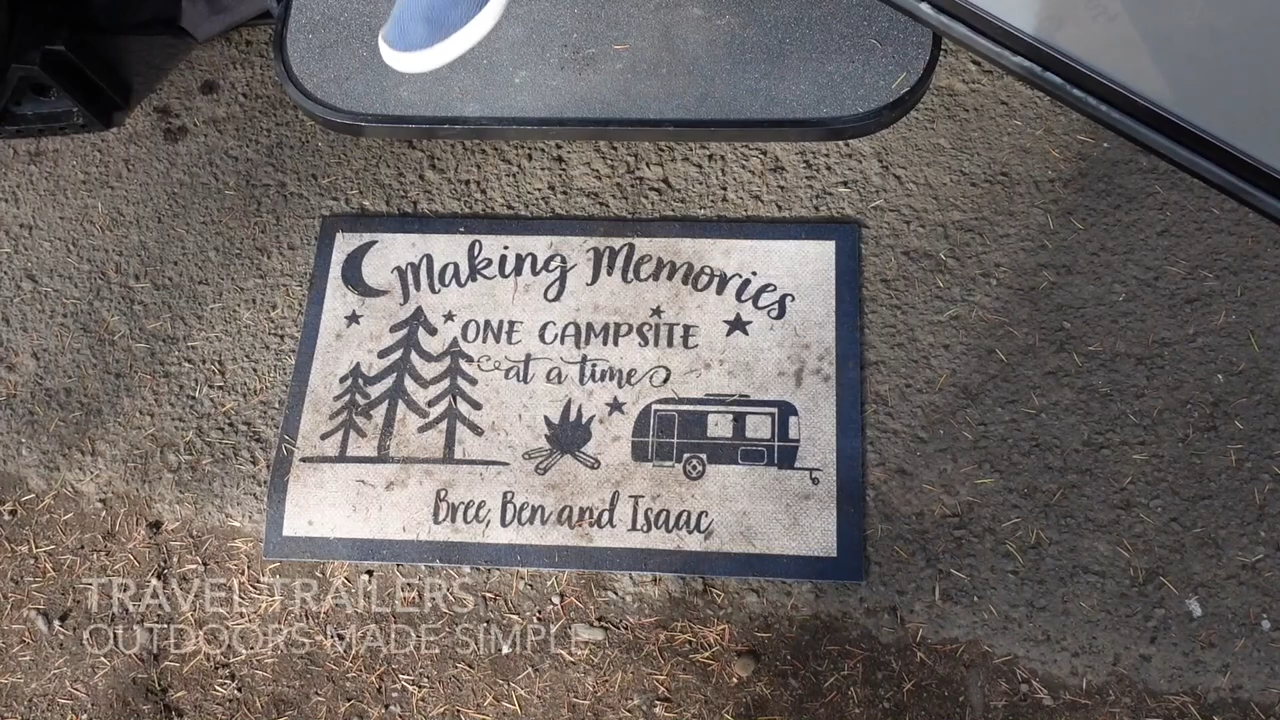 Making Memories
ONE CAMPSITE
at a time
Bree, Ben and Isaac
TRAVEL TRAILERS
OUTDOORS MADE SIMPLE